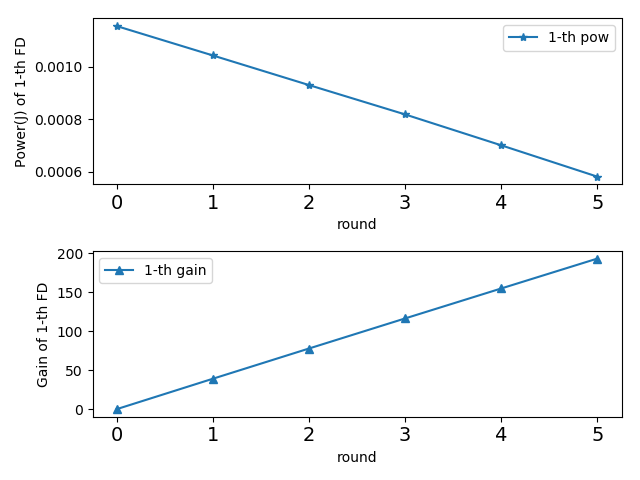 Power(J) of 1-th FD
0.0010
0.0008
0.0006
1-th pow
0 1 2 3 4 5
round
Gain of 1-th FD
200
150
100
50
0
1-th gain
0 1 2 3 4 5
round